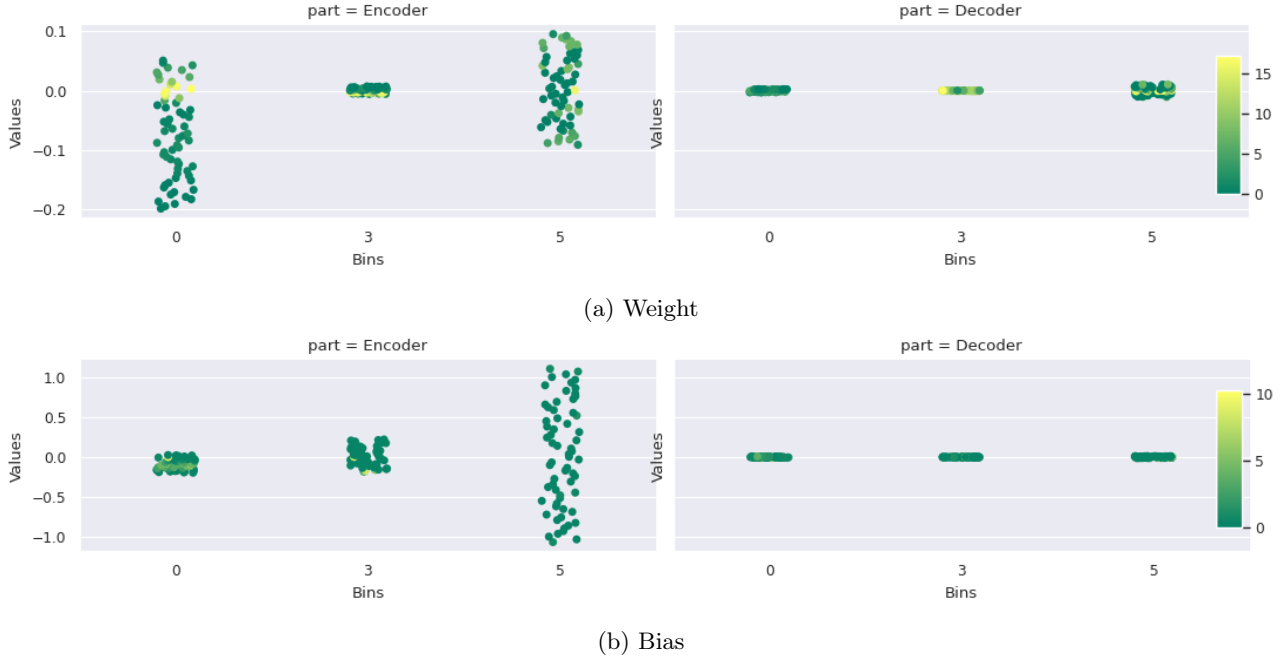 part = Encoder
part = Decoder
0.1
0.0
−0.1
−0.2
Values
Values
15
10
5
0
0 3 5
0 3 5
Bins
Bins
(a) Weight
part = Encoder
part = Decoder
1.0
0.5
0.0
−0.5
−1.0
Values
Values
10
5
0
0 3 5
0 3 5
Bins
Bins
(b) Bias